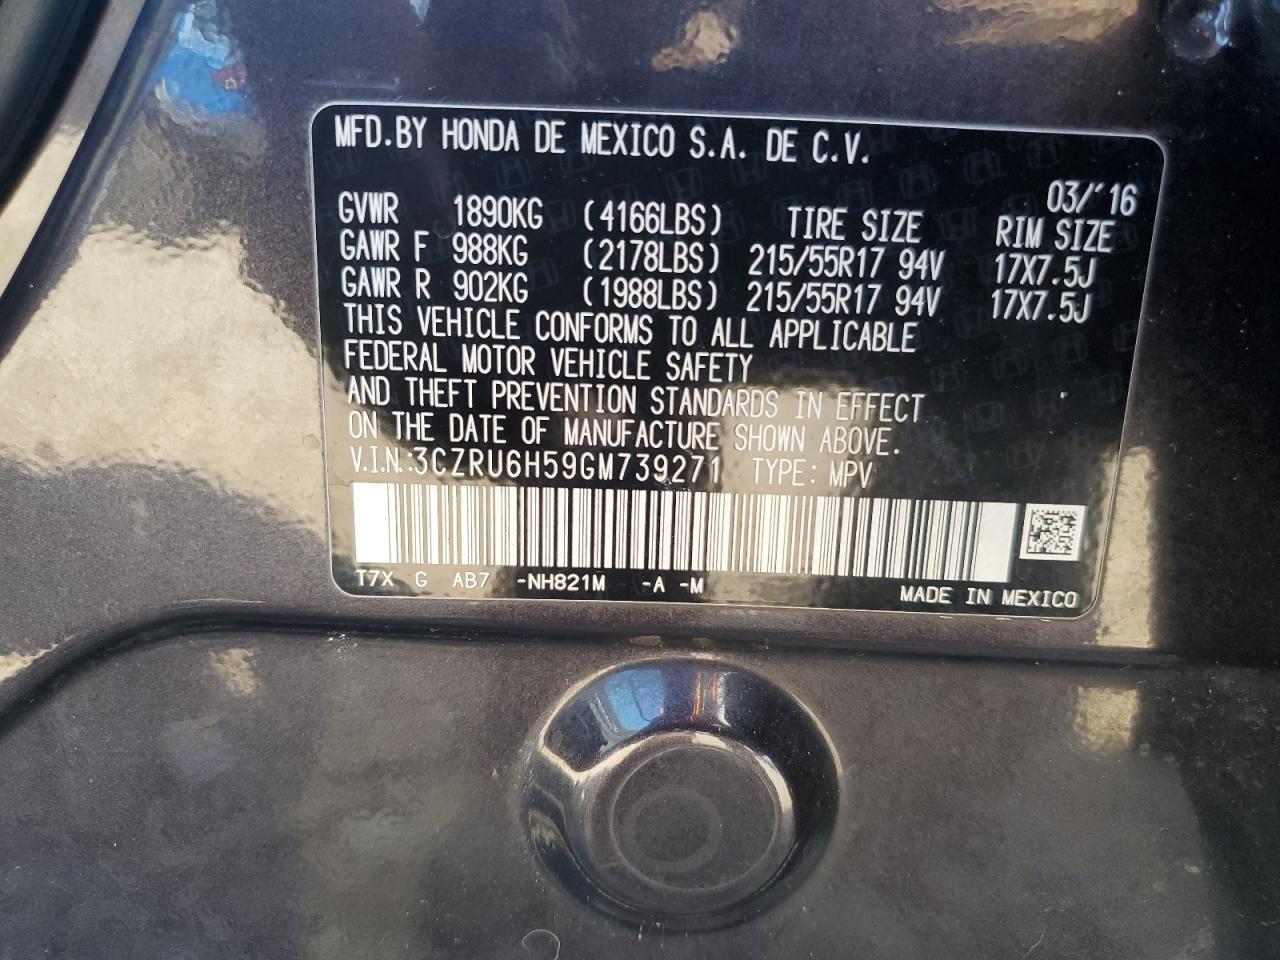 MFD.BY HONDA DE MEXICO S.A. DE C.V.
03/'16
GVWR 1890KG (4166LBS) TIRE SIZE RIM SIZE
GAWR F 988KG (2178LBS) 215/55R17 94V 17X7.5J
GAWR R 902KG (1988LBS) 215/55R17 94V 17X7.5J
THIS VEHICLE CONFORMS TO ALL APPLICABLE
FEDERAL MOTOR VEHICLE SAFETY
AND THEFT PREVENTION STANDARDS IN EFFECT
ON THE DATE OF MANUFACTURE SHOWN ABOVE.
V.I.N.:3CZRU6H59GM739271 TYPE: MPV
T7X G AB7 -NH821M -A -M MADE IN MEXICO